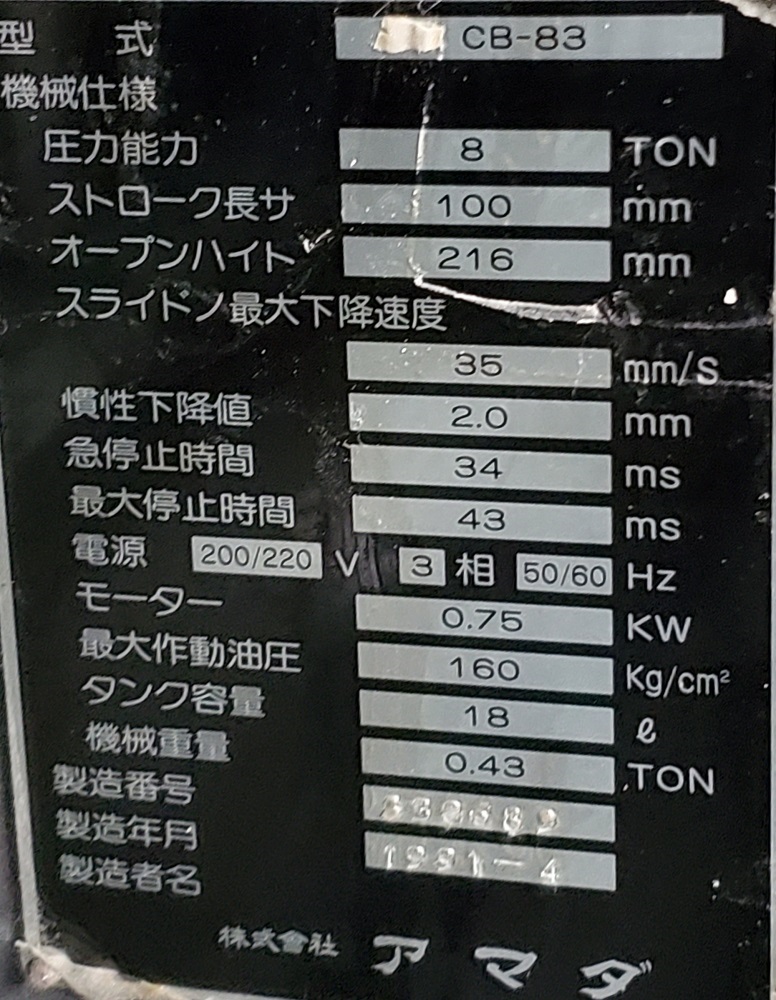 型 式 CB-83
機械仕様
圧力能力 8 TON
ストローク長サ 100 mm
オープンハイト 216 mm
スライドノ最大下降速度
35 mm/S
慣性下降値 2.0 mm
急停止時間 34 ms
最大停止時間 43 ms
電源 200/220 V 3 相 50/60 Hz
モーター 0.75 KW
最大作動油圧 160 Kg/cm²
タンク容量 18 ℓ
機械重量 0.43 TON
製造番号
製造年月 1991-4
製造者名
株式會社 アマダ